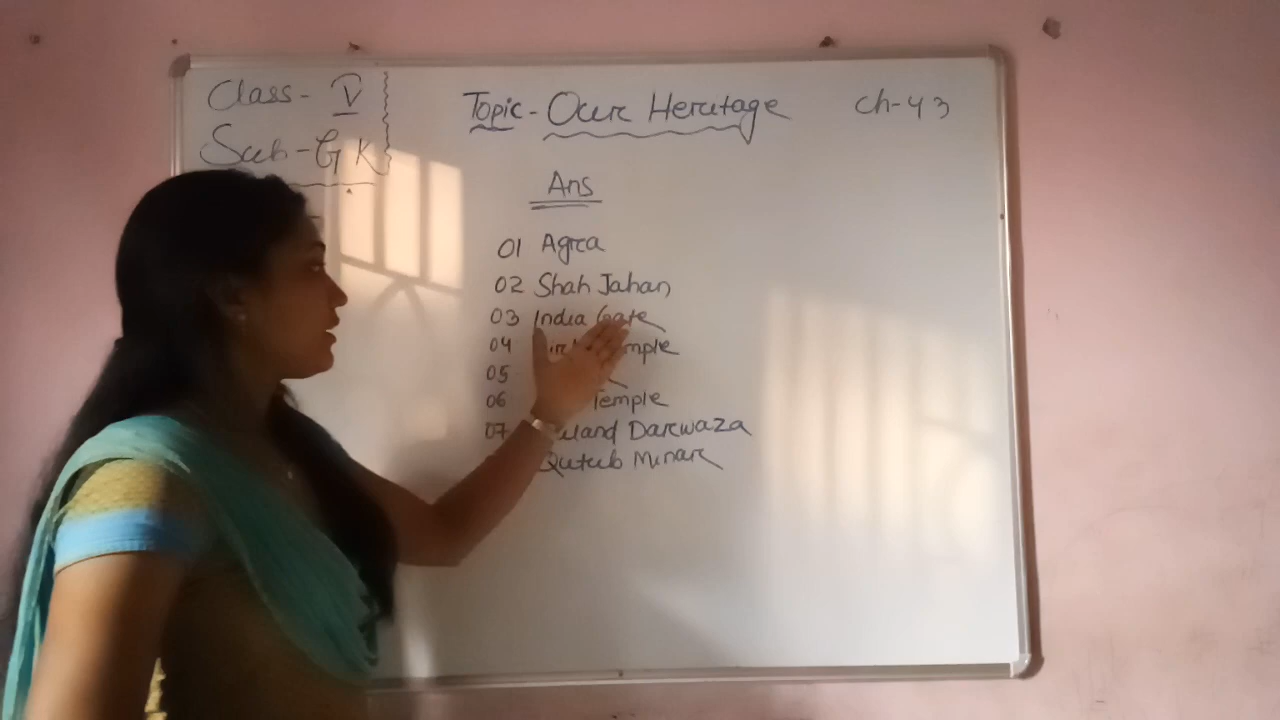 Class - V
Sub - G K
Topic - Our Heritage
Ch - 43
Ans
01 Agra
02 Shah Jahan
03 India Gate
04
05
06 Temple
07 Darwaza
Qutub Minar